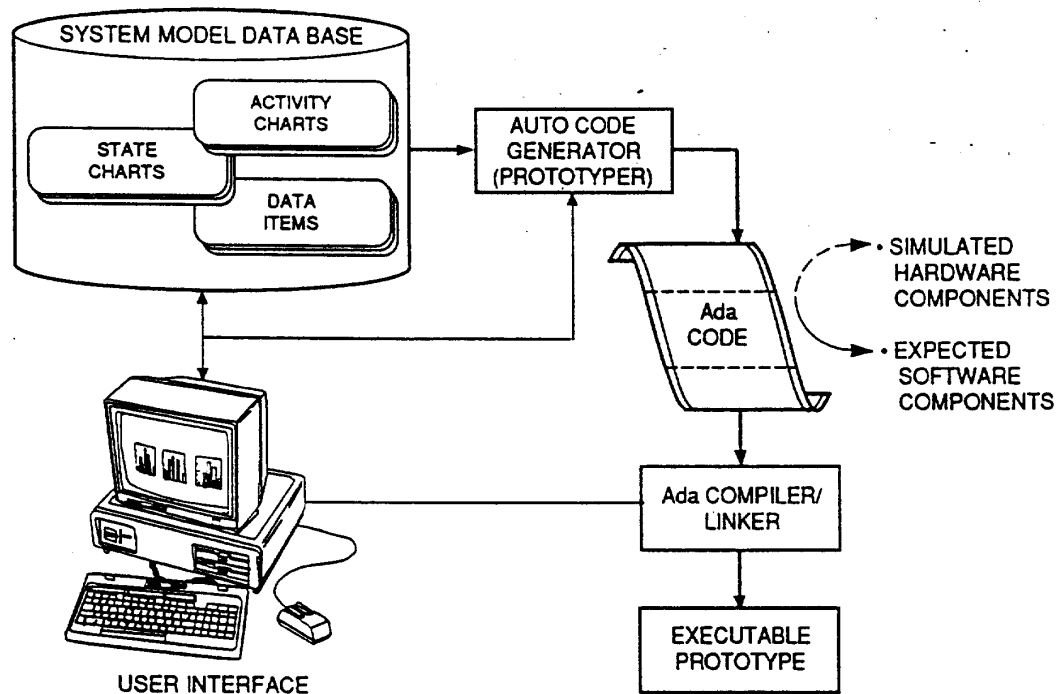 SYSTEM MODEL DATA BASE
ACTIVITY
CHARTS
STATE
CHARTS
DATA
ITEMS
AUTO CODE
GENERATOR
(PROTOTYPER)
Ada
CODE
• SIMULATED
HARDWARE
COMPONENTS
• EXPECTED
SOFTWARE
COMPONENTS
Ada COMPILER/
LINKER
EXECUTABLE
PROTOTYPE
USER INTERFACE